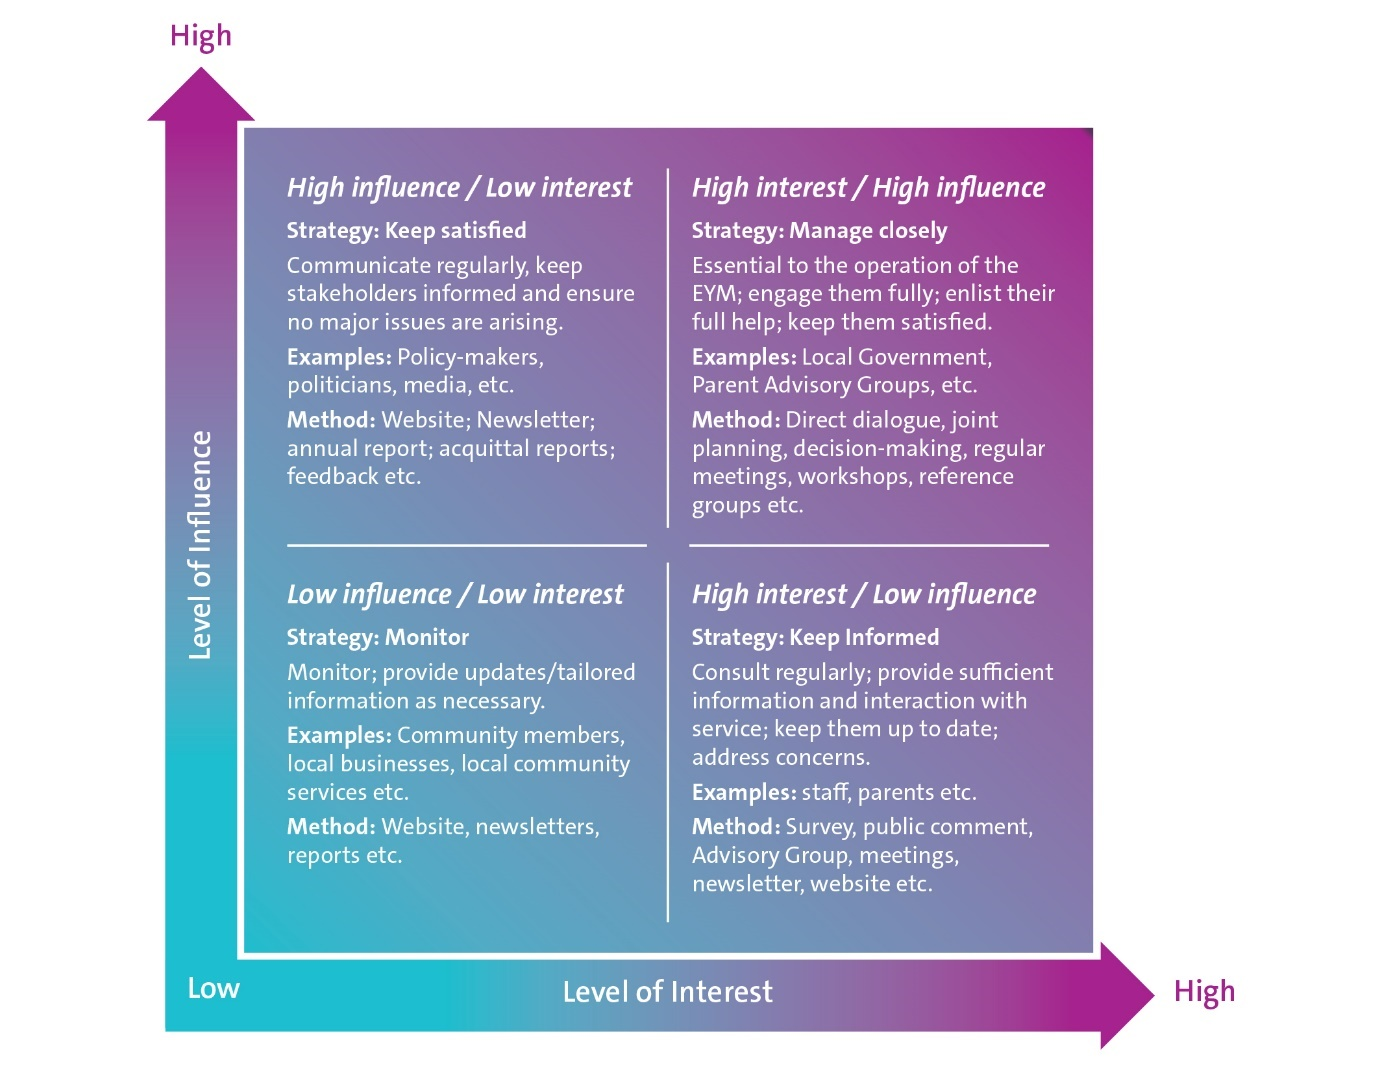 High
High influence / Low interest
Strategy: Keep satisfied
Communicate regularly, keep
stakeholders informed and ensure
no major issues are arising.
Examples: Policy-makers,
politicians, media, etc.
Method: Website; Newsletter;
annual report; acquittal reports;
feedback etc.
High interest / High influence
Strategy: Manage closely
Essential to the operation of the
EYM; engage them fully; enlist their
full help; keep them satisfied.
Examples: Local Government,
Parent Advisory Groups, etc.
Method: Direct dialogue, joint
planning, decision-making, regular
meetings, workshops, reference
groups etc.
Level of Influence
Low influence / Low interest
Strategy: Monitor
Monitor; provide updates/tailored
information as necessary.
Examples: Community members,
local businesses, local community
services etc.
Method: Website, newsletters,
reports etc.
High interest / Low influence
Strategy: Keep Informed
Consult regularly; provide sufficient
information and interaction with
service; keep them up to date;
address concerns.
Examples: staff, parents etc.
Method: Survey, public comment,
Advisory Group, meetings,
newsletter, website etc.
Low
Level of Interest
High